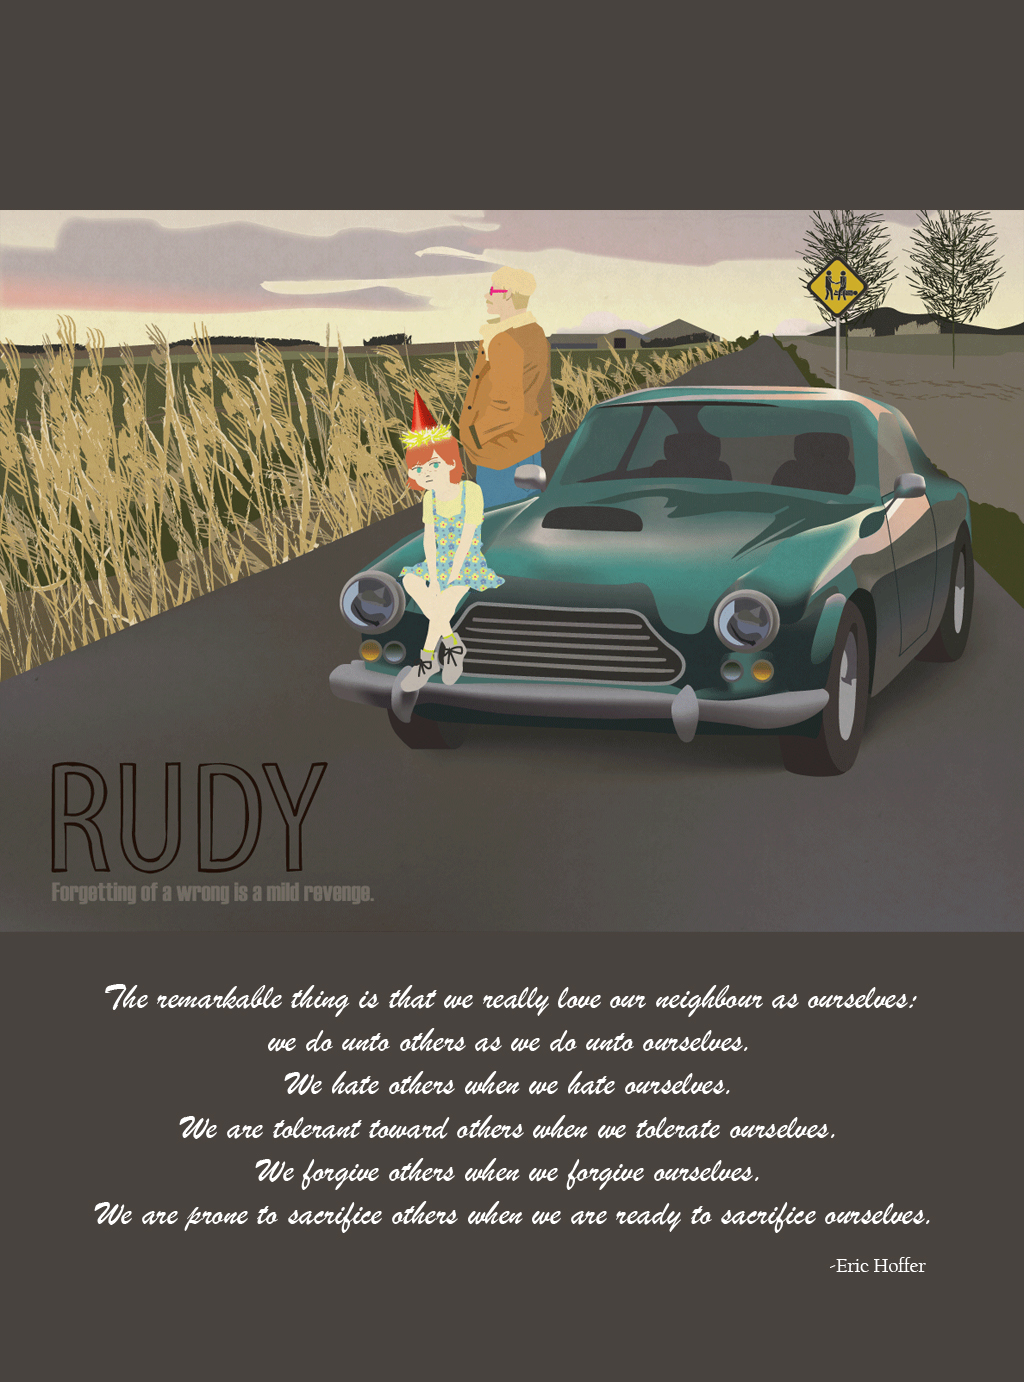 RUDY
Forgetting of a wrong is a mild revenge.
The remarkable thing is that we really love our neighbour as ourselves:
we do unto others as we do unto ourselves.
We hate others when we hate ourselves.
We are tolerant toward others when we tolerate ourselves.
We forgive others when we forgive ourselves.
We are prone to sacrifice others when we are ready to sacrifice ourselves.
-Eric Hoffer